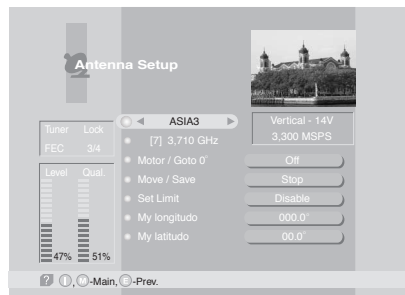 Antenna Setup
ASIA3
Vertical - 14V
3,300 MSPS
Tuner Lock
FEC 3/4
[7] 3,710 GHz
Motor / Goto 0° Off
Level Qual.
Move / Save Stop
Set Limit Disable
My longitudo 000.0°
My latitudo 00.0°
47% 51%
? I, M-Main, E-Prev.